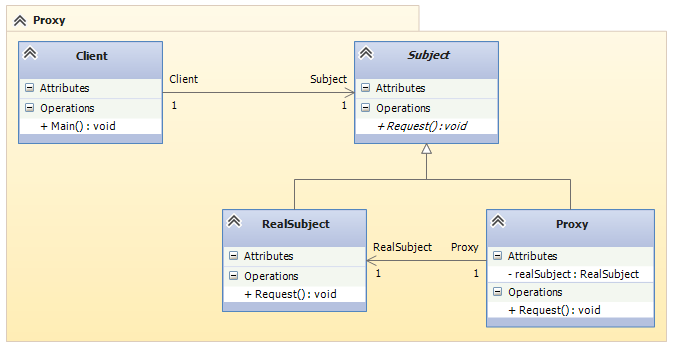 Proxy
Client
Attributes
Operations
+ Main() : void
Client
Subject
1
1
Subject
Attributes
Operations
+ Request() : void
RealSubject
Attributes
Operations
+ Request() : void
RealSubject
Proxy
1
1
Proxy
Attributes
- realSubject : RealSubject
Operations
+ Request() : void